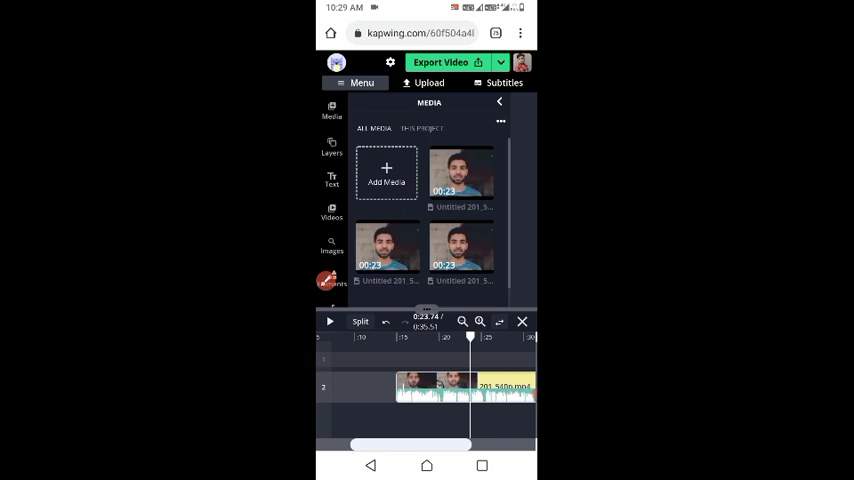 10:29 AM
kapwing.com/60f504a4l
75
Export Video
Menu
Upload
Subtitles
MEDIA
Media
ALL MEDIA
THIS PROJECT
Layers
Add Media
00:23
Text
Untitled 201_5...
Videos
Images
00:23
00:23
Untitled 201_5...
Untitled 201_5...
Split
0:23.74 /
0:35.51
:10
:15
:20
:25
:30
1
2
201_540p.mp4